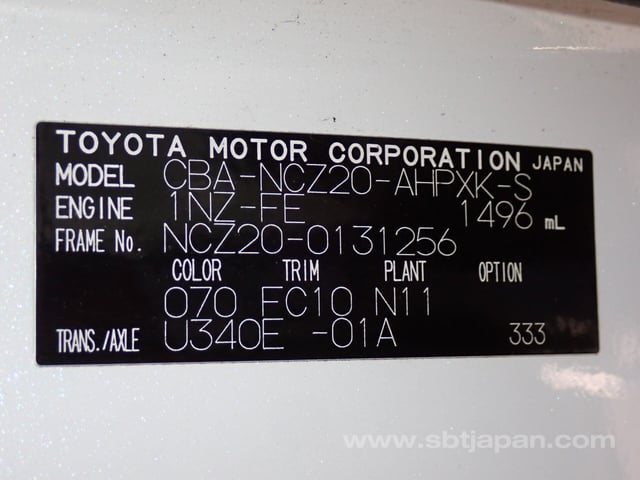 TOYOTA MOTOR CORPORATION JAPAN
MODEL CBA-NCZ20-AHPXK-S
ENGINE 1NZ-FE 1496 mL
FRAME No. NCZ20-0131256
COLOR TRIM PLANT OPTION
070 FC10 N11
TRANS./AXLE U340E -01A 333
www.sbtjapan.com